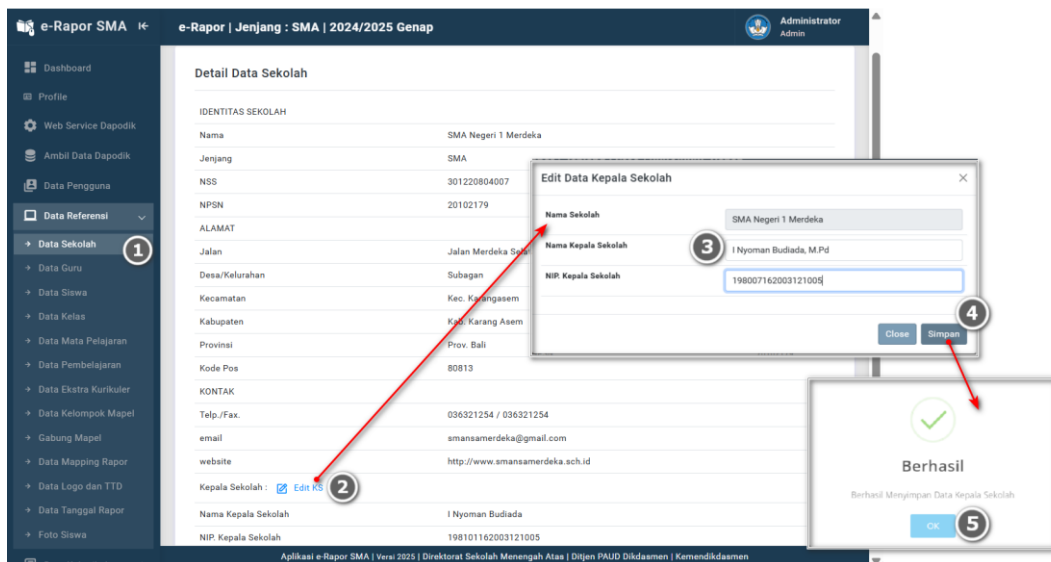 e-Rapor SMA
e-Rapor | Jenjang : SMA | 2024/2025 Genap
Administrator
Admin
Dashboard
Profile
Web Service Dapodik
Ambil Data Dapodik
Data Pengguna
Data Referensi
Data Sekolah
1
Data Guru
Data Siswa
Data Kelas
Data Mata Pelajaran
Data Pembelajaran
Data Ekstra Kurikuler
Data Kelompok Mapel
Gabung Mapel
Data Mapping Rapor
Data Logo dan TTD
Data Tanggal Rapor
Foto Siswa
Detail Data Sekolah
IDENTITAS SEKOLAH
Nama SMA Negeri 1 Merdeka
Jenjang SMA
NSS 301220804007
NPSN 20102179
ALAMAT
Jalan Jalan Merdeka
Desa/Kelurahan Subagan
Kecamatan Kec. Karangasem
Kabupaten Kab. Karang Asem
Provinsi Prov. Bali
Kode Pos 80813
KONTAK
Telp./Fax. 036321254 / 036321254
email smansamerdeka@gmail.com
website http://www.smansamerdeka.sch.id
Kepala Sekolah : Edit KS
2
Nama Kepala Sekolah I Nyoman Budiada
NIP. Kepala Sekolah 198101162003121005
Edit Data Kepala Sekolah
Nama Sekolah SMA Negeri 1 Merdeka
Nama Kepala Sekolah 3 I Nyoman Budiada, M.Pd
NIP. Kepala Sekolah 198007162003121005
4
Close Simpan
Berhasil
Berhasil Menyimpan Data Kepala Sekolah
OK 5
Aplikasi e-Rapor SMA | Versi 2025 | Direktorat Sekolah Menengah Atas | Ditjen PAUD Dikdasmen | Kemendikdasmen